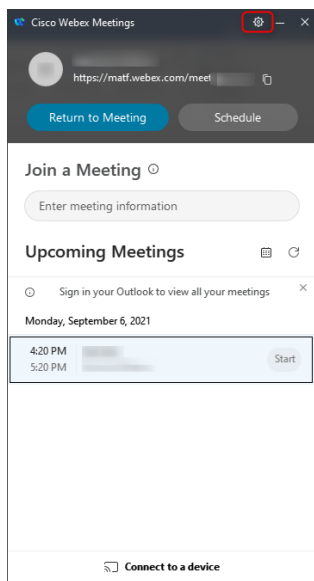 Cisco Webex Meetings
https://matf.webex.com/meet
Return to Meeting
Schedule
Join a Meeting
Enter meeting information
Upcoming Meetings
Sign in your Outlook to view all your meetings
Monday, September 6, 2021
4:20 PM
5:20 PM
Start
Connect to a device